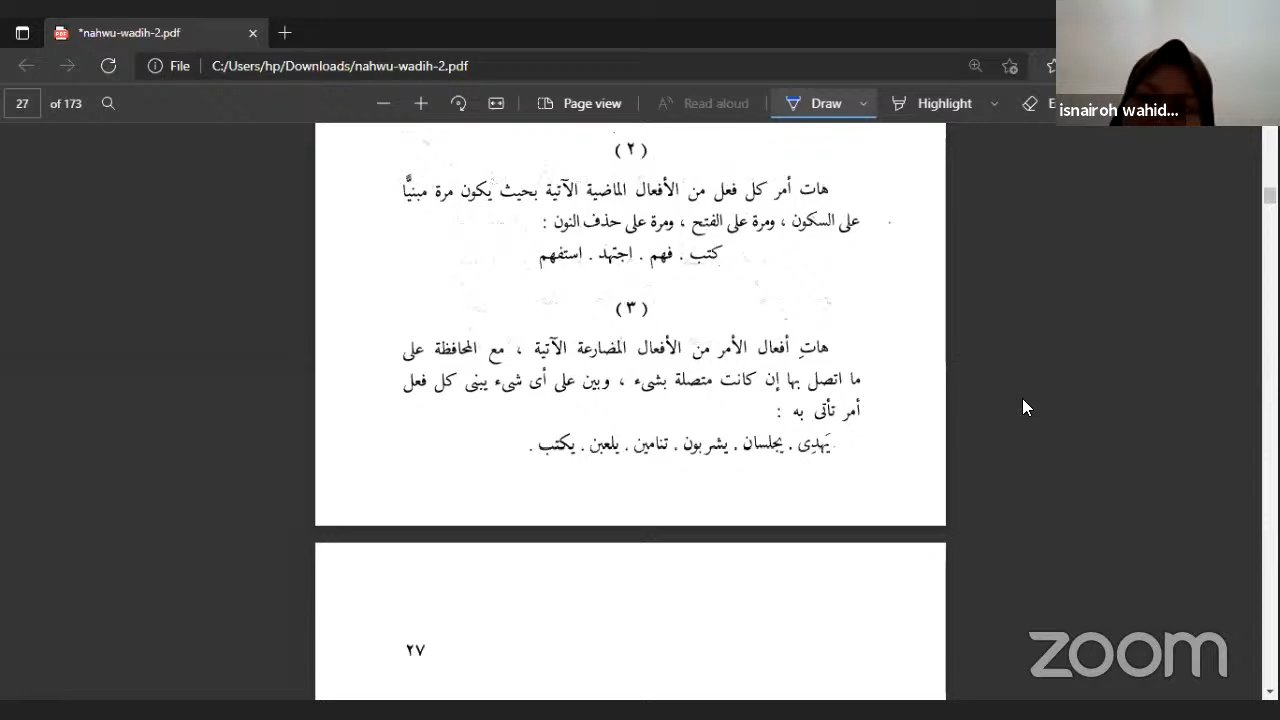 *nahwu-wadih-2.pdf
File C:/Users/hp/Downloads/nahwu-wadih-2.pdf
27 of 173 Page view Read aloud Draw Highlight
isnairoh wahid...
( ٢ )
هات أمر كل فعل من الأفعال الماضية الآتية بحيث يكون مرة مبنيًّا
على السكون ، ومرة على الفتح ، ومرة على حذف النون :
كتب . فهم . اجتهد . استفهم
( ٣ )
هاتِ أفعال الأمر من الأفعال المضارعة الآتية ، مع المحافظة على
ما اتصل بها إن كانت متصلة بشىء ، وبين على أى شىء يبنى كل فعل
أمر تأتى به :
يَهدِى . يجلسان . يشربون . تنامين . يلعبن . يكتب .
٢٧
zoom